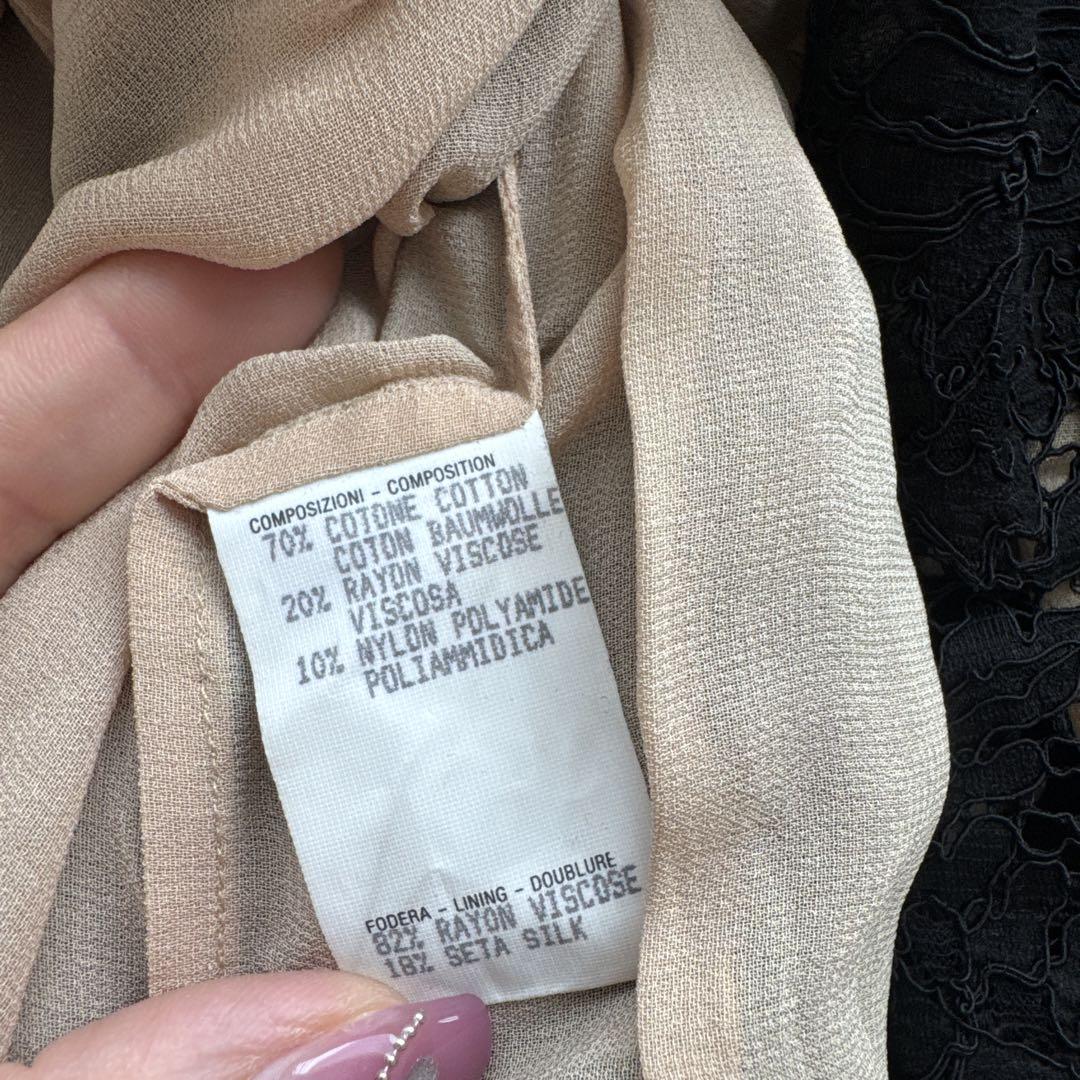 COMPOSIZIONI - COMPOSITION
70% COTONE COTTON
COTON BAUMWOLLE
20% RAYON VISCOSE
VISCOSA
10% NYLON POLYAMIDE
POLIAMMIDICA
FODERA - LINING - DOUBLURE
82% RAYON VISCOSE
18% SETA SILK